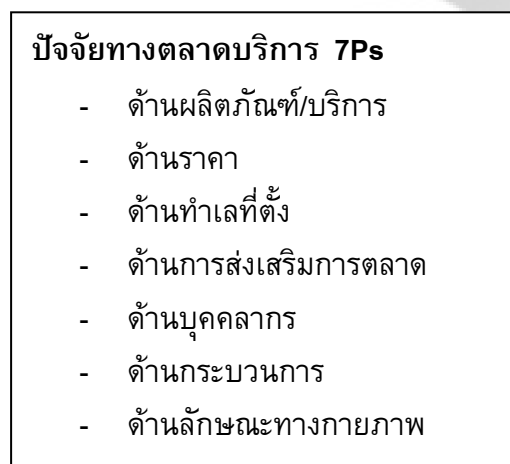 ปัจจัยทางตลาดบริการ 7Ps
- ด้านผลิตภัณฑ์/บริการ
- ด้านราคา
- ด้านทำเลที่ตั้ง
- ด้านการส่งเสริมการตลาด
- ด้านบุคคลากร
- ด้านกระบวนการ
- ด้านลักษณะทางกายภาพ